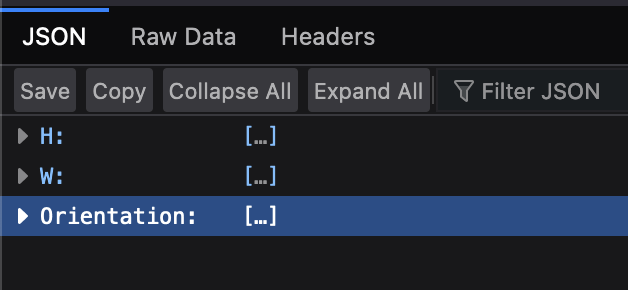 JSON Raw Data Headers
Save Copy Collapse All Expand All Filter JSON
H: […]
W: […]
Orientation: […]